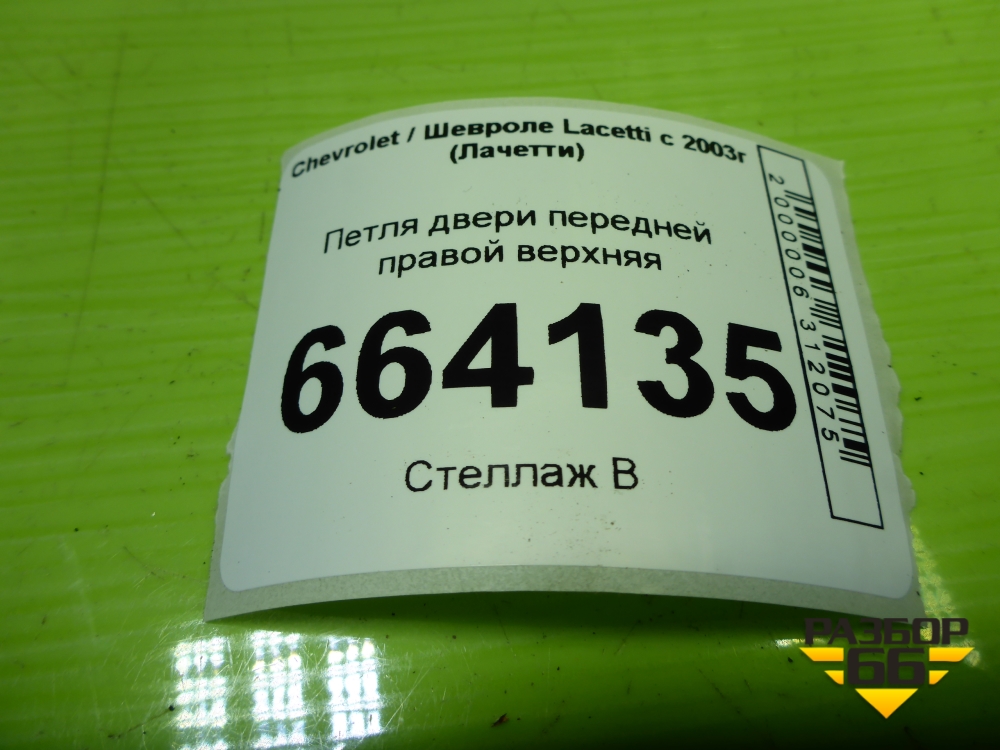 Chevrolet / Шевроле Lacetti с 2003г
(Лачетти)
Петля двери передней
правой верхняя
664135
Стеллаж В
2000006312075
РАЗБОР
66